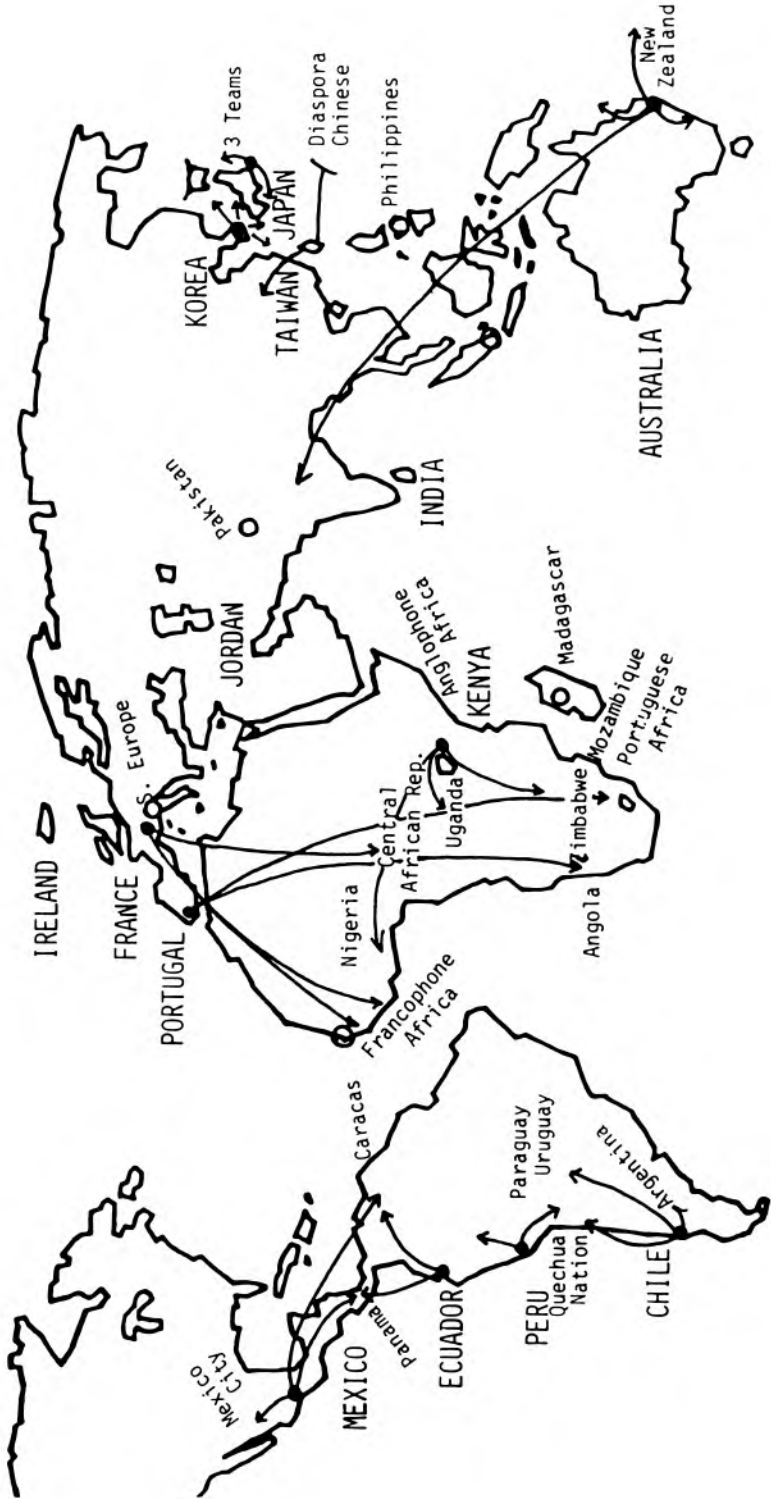 IRELAND
FRANCE
S. Europe
PORTUGAL
JORDAN
Pakistan
INDIA
KOREA
JAPAN
3 Teams
TAIWAN
Diaspora
Chinese
Philippines
AUSTRALIA
New
Zealand
Nigeria
Central
African Rep.
Uganda
Anglophone
Africa
KENYA
Francophone
Africa
Angola
Zimbabwe
Mozambique
Portuguese
Africa
Madagascar
Mexico
City
MEXICO
Panama
Caracas
ECUADOR
PERU
Quechua
Nation
Paraguay
Uruguay
CHILE
Argentina